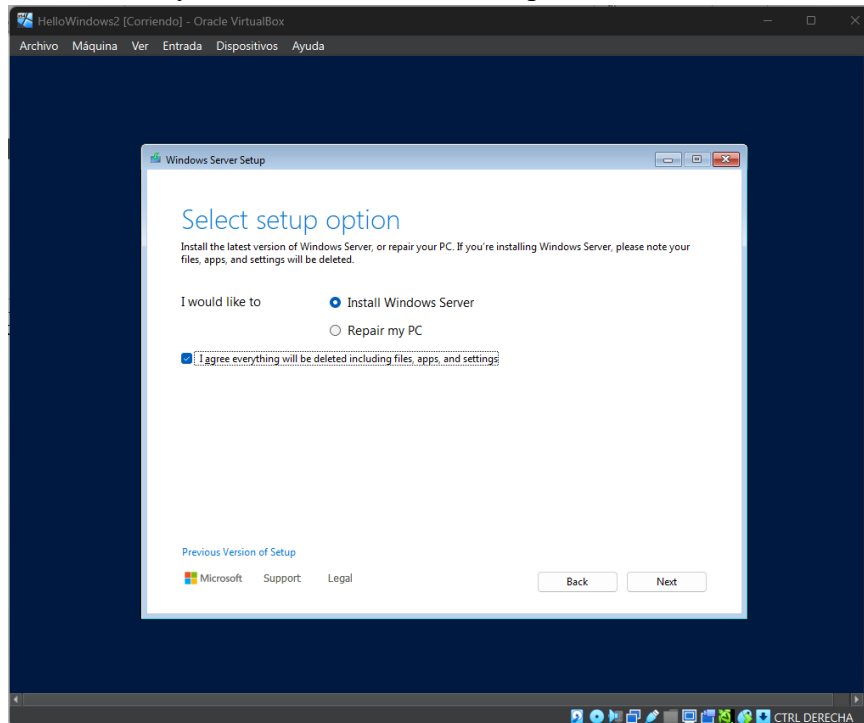 HelloWindows2 [Corriendo] - Oracle VirtualBox
Archivo Máquina Ver Entrada Dispositivos Ayuda
Windows Server Setup
Select setup option
Install the latest version of Windows Server, or repair your PC. If you're installing Windows Server, please note your
files, apps, and settings will be deleted.
I would like to
Install Windows Server
Repair my PC
I agree everything will be deleted including files, apps, and settings
Previous Version of Setup
Microsoft Support Legal
Back Next
CTRL DERECHA